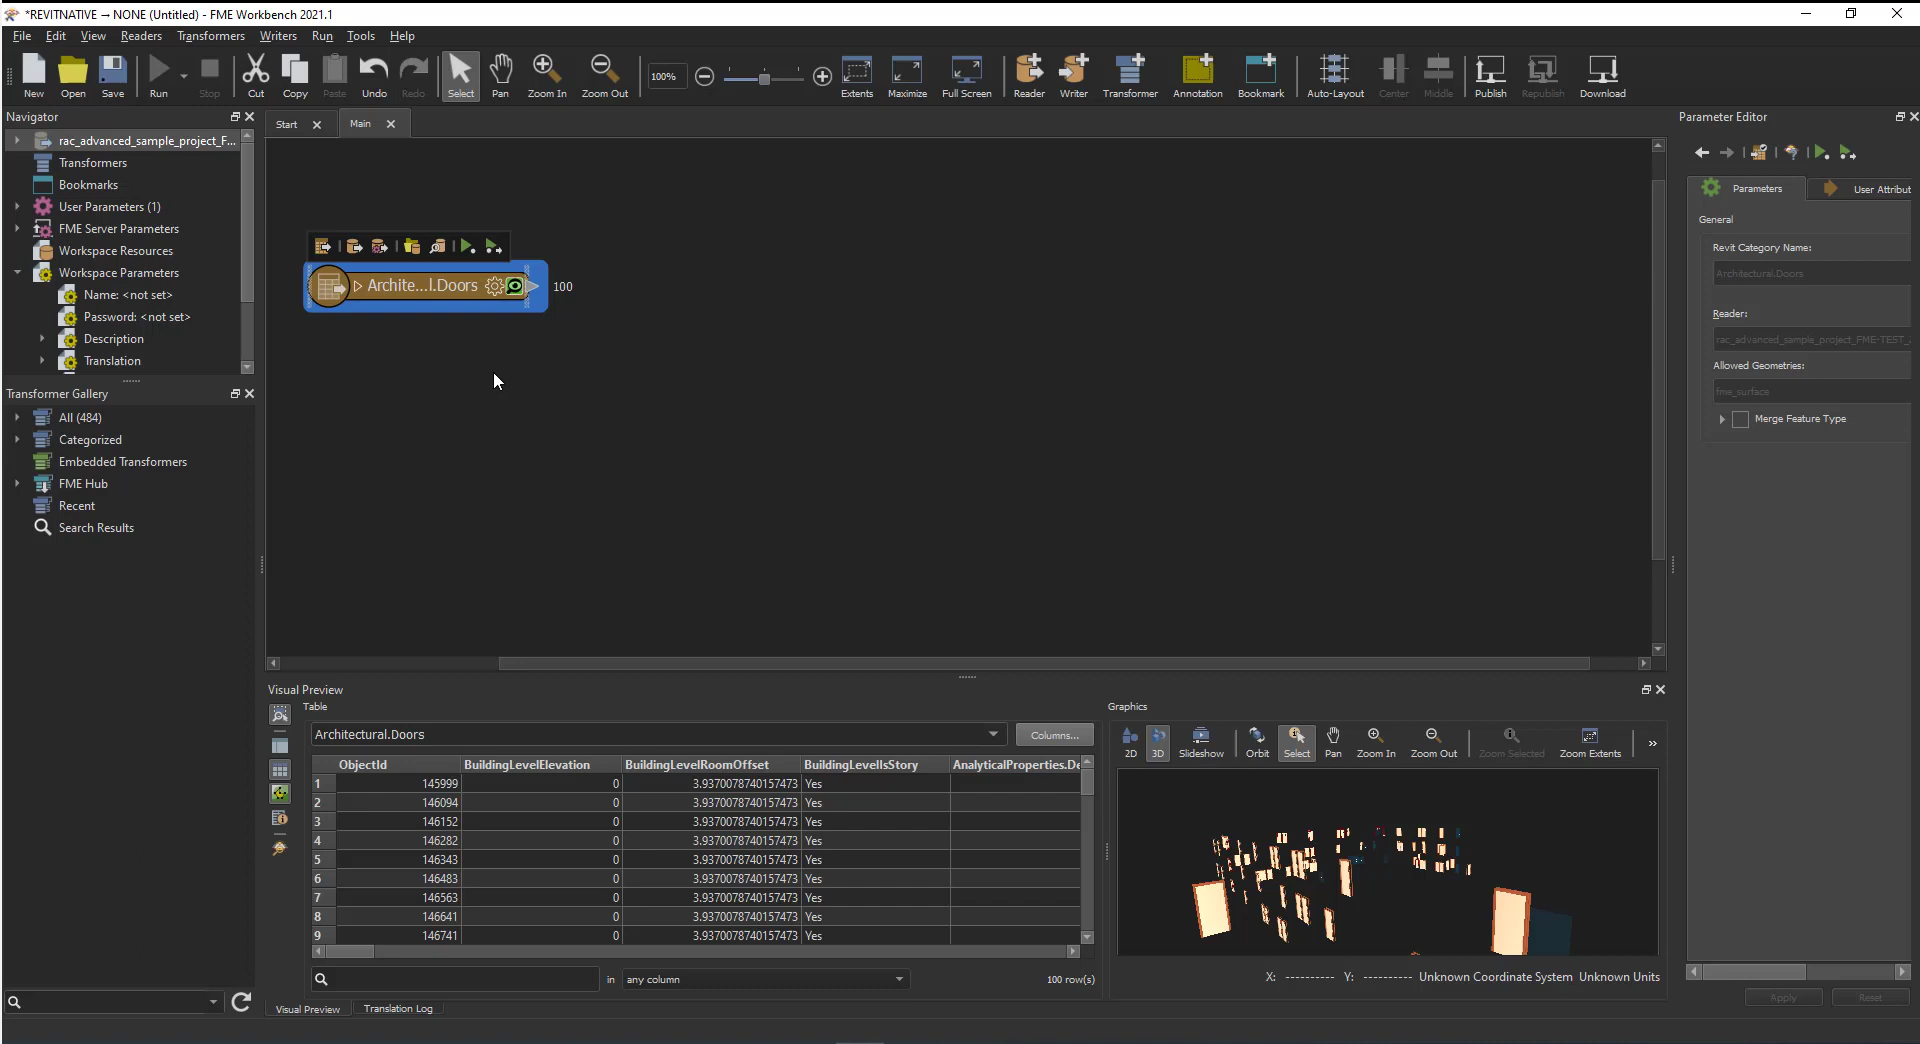 *REVITNATIVE → NONE (Untitled) - FME Workbench 2021.1
File Edit View Readers Transformers Writers Run Tools Help
New Open Save Run Stop Cut Copy Paste Undo Redo Select Pan Zoom In Zoom Out 100% Extents Maximize Full Screen Reader Writer Transformer Annotation Bookmark Auto-Layout Center Middle Publish Republish Download
Navigator
rac_advanced_sample_project_F...
Transformers
Bookmarks
User Parameters (1)
FME Server Parameters
Workspace Resources
Workspace Parameters
Name: <not set>
Password: <not set>
Description
Translation
Transformer Gallery
All (484)
Categorized
Embedded Transformers
FME Hub
Recent
Search Results
Start Main
Archite...l.Doors 100
Visual Preview
Table
Architectural.Doors Columns...
ObjectId BuildingLevelElevation BuildingLevelRoomOffset BuildingLevelIsStory AnalyticalProperties.De
1 145999 0 3.9370078740157473 Yes
2 146094 0 3.9370078740157473 Yes
3 146152 0 3.9370078740157473 Yes
4 146282 0 3.9370078740157473 Yes
5 146343 0 3.9370078740157473 Yes
6 146483 0 3.9370078740157473 Yes
7 146563 0 3.9370078740157473 Yes
8 146641 0 3.9370078740157473 Yes
9 146741 0 3.9370078740157473 Yes
in any column 100 row(s)
Visual Preview Translation Log
Graphics
2D 3D Slideshow Orbit Select Pan Zoom In Zoom Out Zoom Selected Zoom Extents »
X: ---------- Y: ---------- Unknown Coordinate System Unknown Units
Parameter Editor
Parameters User Attribut
General
Revit Category Name:
Architectural.Doors
Reader:
rac_advanced_sample_project_FME-TEST_
Allowed Geometries:
fme_surface
Merge Feature Type
Apply Reset